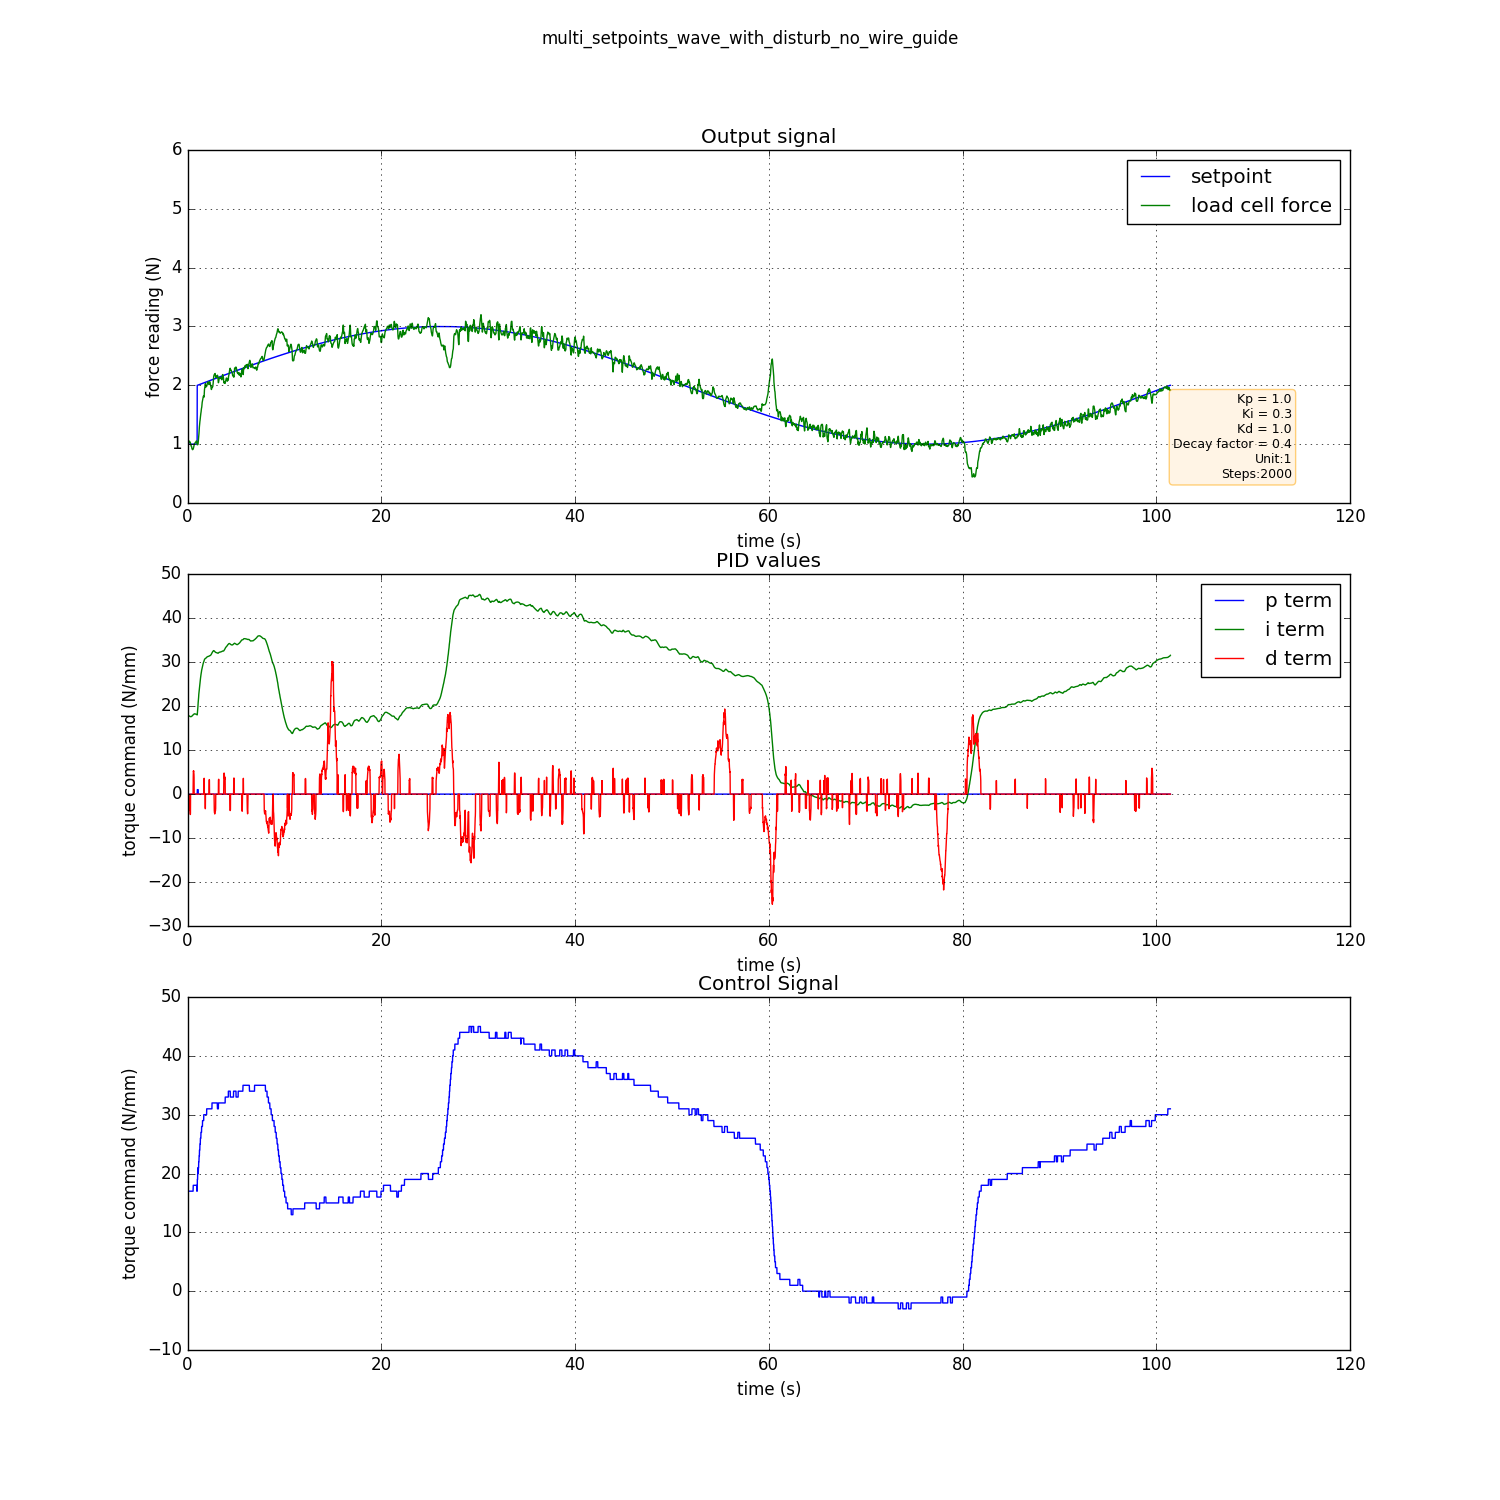 multi_setpoints_wave_with_disturb_no_wire_guide
Output signal
6
5
4
3
2
1
0
force reading (N)
setpoint
load cell force
Kp = 1.0
Ki = 0.3
Kd = 1.0
Decay factor = 0.4
Unit:1
Steps:2000
0 20 40 60 80 100 120
time (s)
PID values
50
40
30
20
10
0
−10
−20
−30
torque command (N/mm)
p term
i term
d term
0 20 40 60 80 100 120
time (s)
Control Signal
50
40
30
20
10
0
−10
torque command (N/mm)
0 20 40 60 80 100 120
time (s)